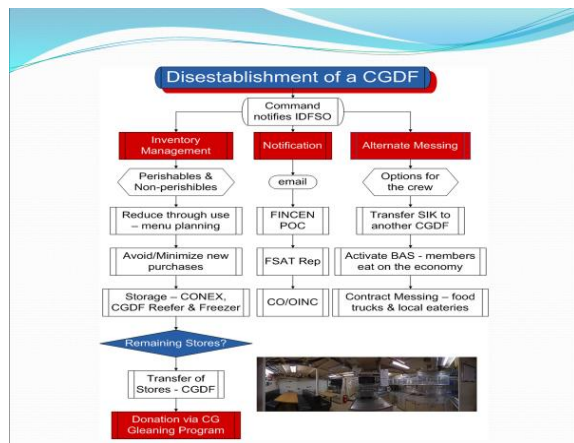 Disestablishment of a CGDF
Command
notifies IDFSO
Inventory
Management
Notification
Alternate Messing
Perishables &
Non-perishibles
email
Options for
the crew
Reduce through use
– menu planning
FINCEN
POC
Transfer SIK to
another CGDF
Avoid/Minimize new
purchases
FSAT Rep
Activate BAS - members
eat on the economy
Storage – CONEX,
CGDF Reefer & Freezer
CO/OINC
Contract Messing – food
trucks & local eateries
Remaining Stores?
Transfer of
Stores - CGDF
Donation via CG
Gleaning Program